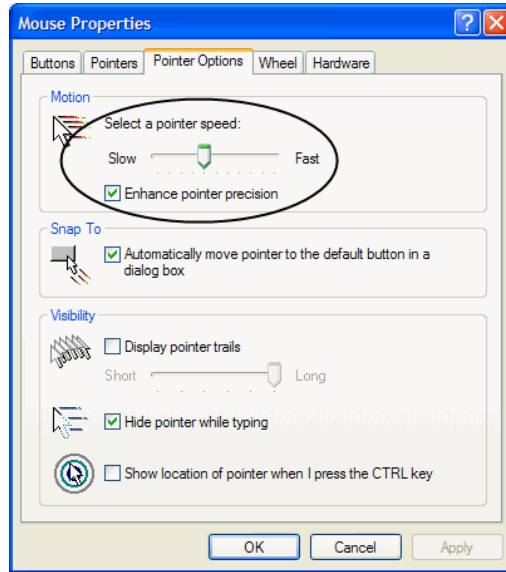 Mouse Properties
Buttons Pointers Pointer Options Wheel Hardware
Motion
Select a pointer speed:
Slow Fast
Enhance pointer precision
Snap To
Automatically move pointer to the default button in a
dialog box
Visibility
Display pointer trails
Short Long
Hide pointer while typing
Show location of pointer when I press the CTRL key
OK Cancel Apply